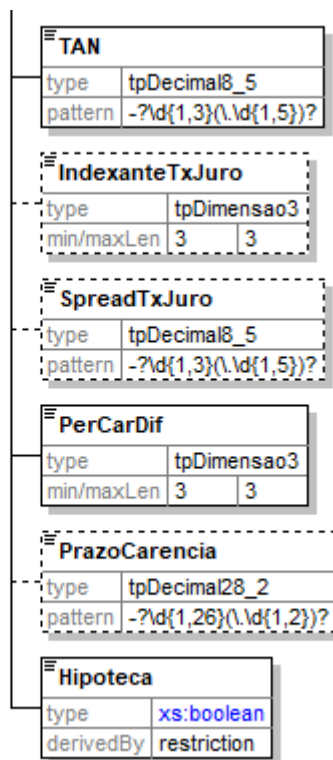 TAN
type tpDecimal8_5
pattern -?\d{1,3}(\.\d{1,5})?
IndexanteTxJuro
type tpDimensao3
min/maxLen 3 3
SpreadTxJuro
type tpDecimal8_5
pattern -?\d{1,3}(\.\d{1,5})?
PerCarDif
type tpDimensao3
min/maxLen 3 3
PrazoCarencia
type tpDecimal28_2
pattern -?\d{1,26}(\.\d{1,2})?
Hipoteca
type xs:boolean
derivedBy restriction